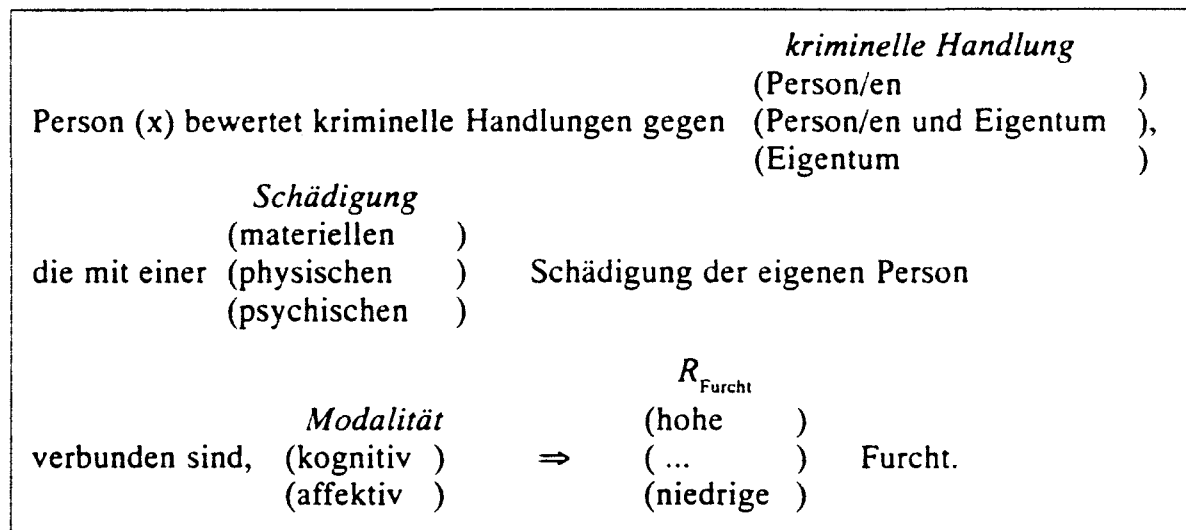 kriminelle Handlung
(Person/en )
Person (x) bewertet kriminelle Handlungen gegen (Person/en und Eigentum ),
(Eigentum )
Schädigung
(materiellen )
die mit einer (physischen ) Schädigung der eigenen Person
(psychischen )
R Furcht
Modalität (hohe )
verbunden sind, (kognitiv ) ⇒ ( ... ) Furcht.
(affektiv ) (niedrige )